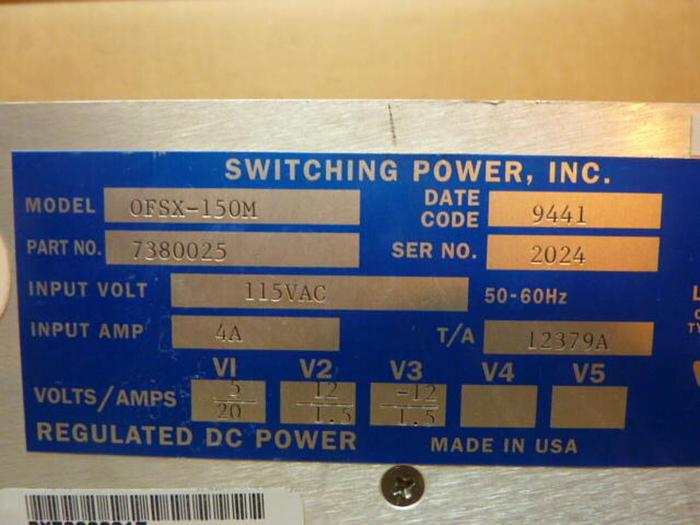 SWITCHING POWER, INC.
MODEL OFSX-150M DATE CODE 9441
PART NO. 7380025 SER NO. 2024
INPUT VOLT 115VAC 50-60Hz
INPUT AMP 4A T/A 12379A
V1 V2 V3 V4 V5
VOLTS/AMPS 5 12 -12
20 1.5 1.5
REGULATED DC POWER MADE IN USA